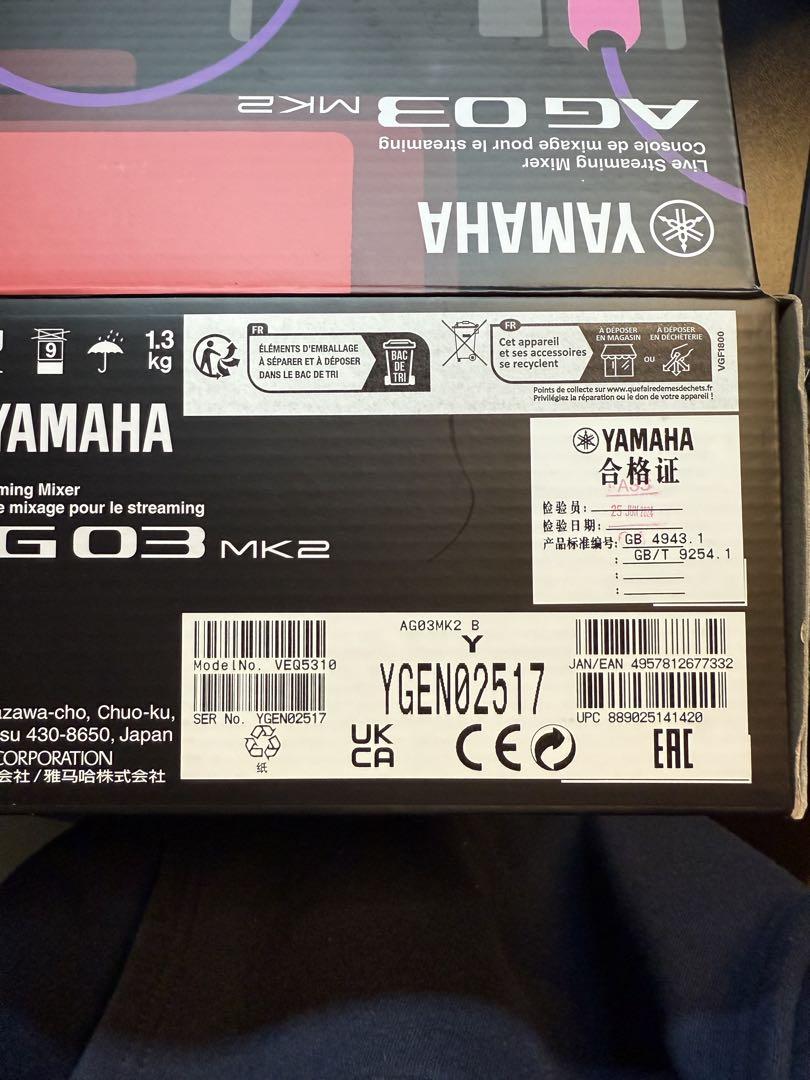 AG03 MK2
Live Streaming Mixer
Console de mixage pour le streaming
YAMAHA
9
1.3
kg
FR
ÉLÉMENTS D'EMBALLAGE
À SÉPARER ET À DÉPOSER
DANS LE BAC DE TRI
BAC
DE
TRI
FR
Cet appareil
et ses accessoires
se recyclent
À DÉPOSER
EN MAGASIN
OU
À DÉPOSER
EN DÉCHÈTERIE
Points de collecte sur www.quefairedemesdechets.fr
Privilégiez la réparation ou le don de votre appareil !
VGF1800
YAMAHA
ming Mixer
e mixage pour le streaming
G03 MK2
YAMAHA
合格证
PASS
检验员:
25 JUN 2024
检验日期:
产品标准编号: GB 4943.1
: GB/T 9254.1
:
:
AG03MK2 B
Y
YGEN02517
ModelNo. VEQ5310
SER No. YGEN02517
纸
UK
CA
CE
JAN/EAN 4957812677332
UPC 889025141420
EAC
azawa-cho, Chuo-ku,
su 430-8650, Japan
CORPORATION
会社/雅马哈株式会社